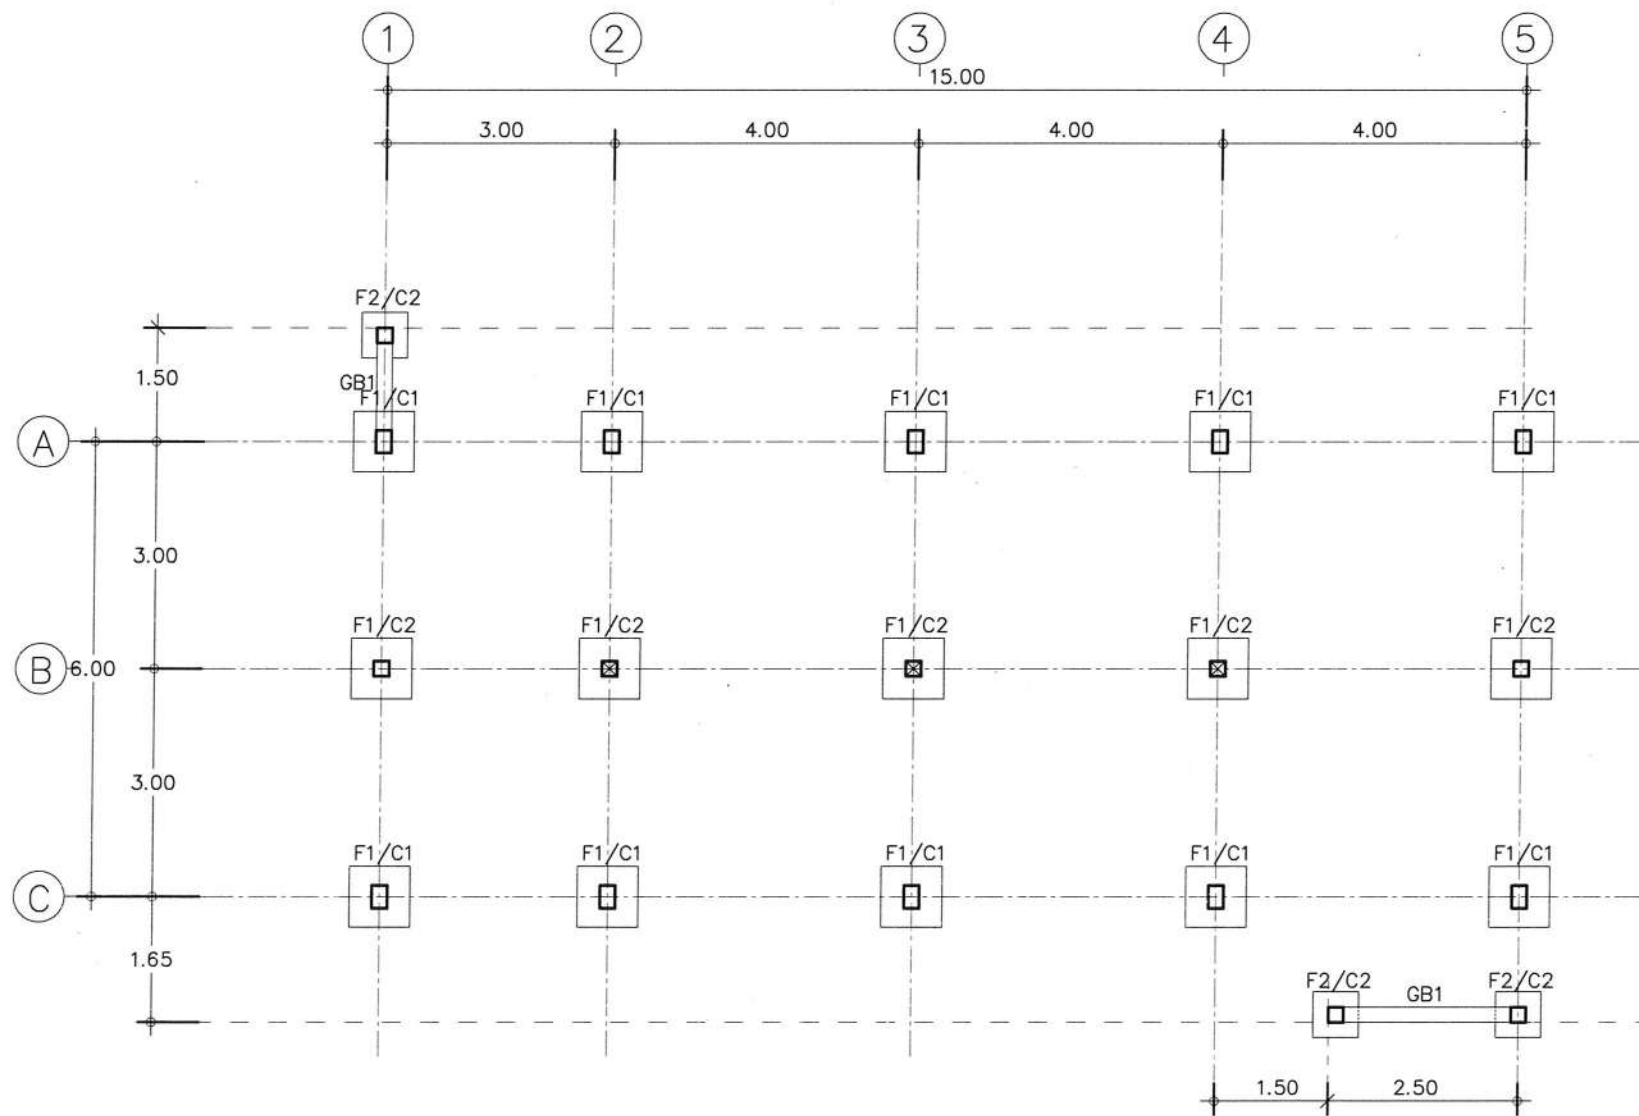 1 2 3 4 5
15.00
3.00 4.00 4.00 4.00
F2/C2
1.50
GB1
F1/C1 F1/C1 F1/C1 F1/C1 F1/C1
A
3.00
F1/C2 F1/C2 F1/C2 F1/C2 F1/C2
B 6.00
3.00
F1/C1 F1/C1 F1/C1 F1/C1 F1/C1
C
1.65
F2/C2 GB1 F2/C2
1.50 2.50